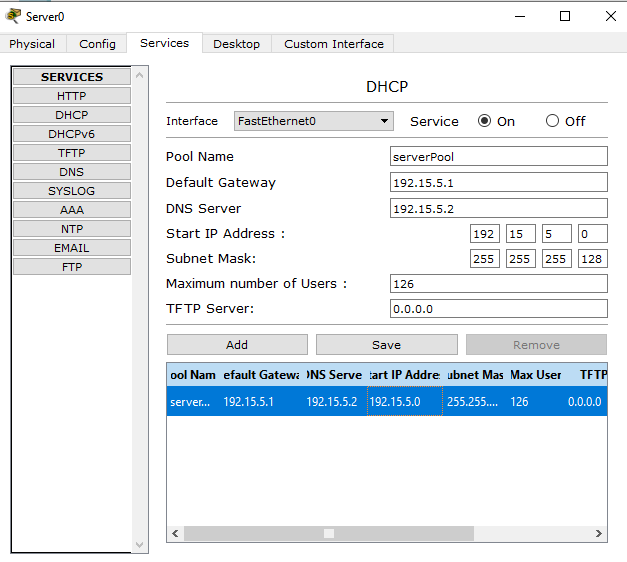 Server0
Physical Config Services Desktop Custom Interface
SERVICES
HTTP
DHCP
DHCPv6
TFTP
DNS
SYSLOG
AAA
NTP
EMAIL
FTP
DHCP
Interface FastEthernet0 Service On Off
Pool Name serverPool
Default Gateway 192.15.5.1
DNS Server 192.15.5.2
Start IP Address : 192 15 5 0
Subnet Mask: 255 255 255 128
Maximum number of Users : 126
TFTP Server: 0.0.0.0
Add Save Remove
ool Nam efault Gatewa NS Serve tart IP Addre ubnet Mas Max User TFTP
server... 192.15.5.1 192.15.5.2 192.15.5.0 255.255.... 126 0.0.0.0